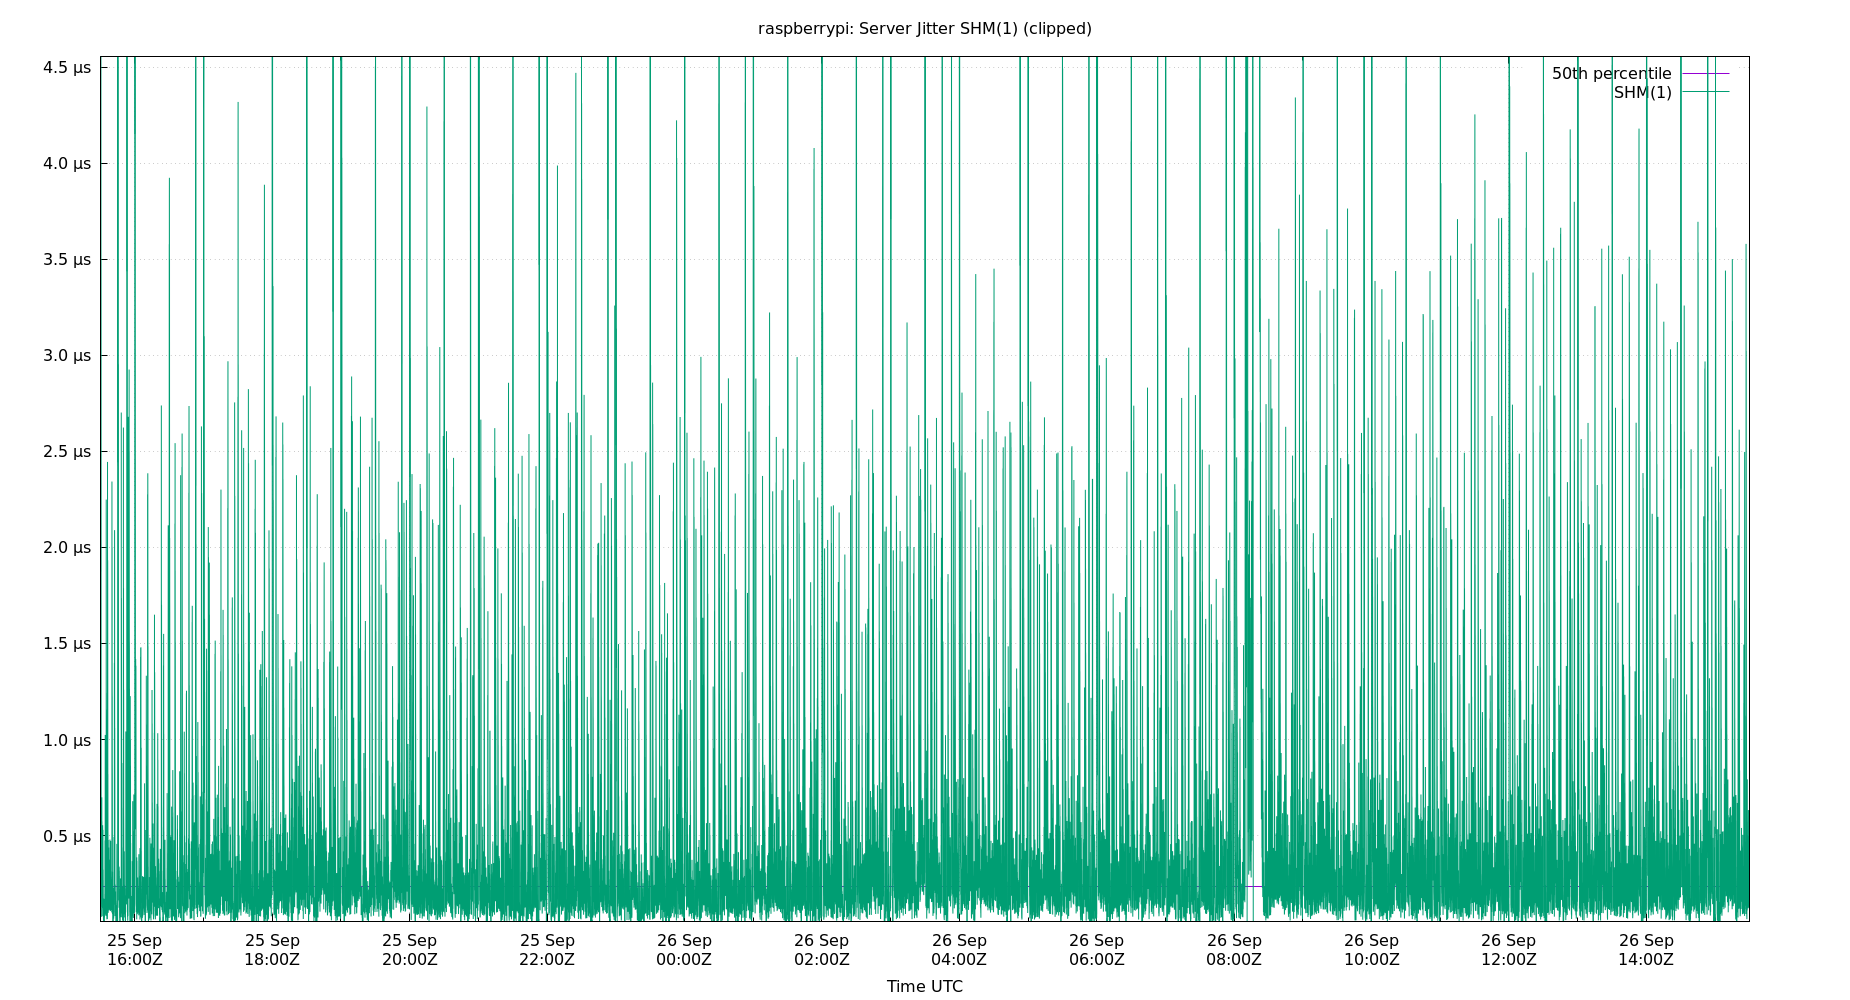 raspberrypi: Server Jitter SHM(1) (clipped)
4.5 µs
50th percentile
SHM(1)
4.0 µs
3.5 µs
3.0 µs
2.5 µs
2.0 µs
1.5 µs
1.0 µs
0.5 µs
25 Sep 25 Sep 25 Sep 25 Sep 26 Sep 26 Sep 26 Sep 26 Sep 26 Sep 26 Sep 26 Sep 26 Sep
16:00Z 18:00Z 20:00Z 22:00Z 00:00Z 02:00Z 04:00Z 06:00Z 08:00Z 10:00Z 12:00Z 14:00Z
Time UTC